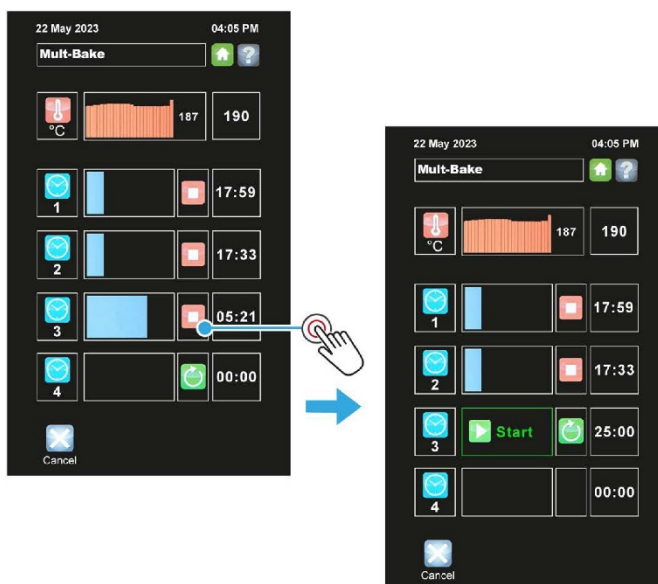 22 May 2023 04:05 PM
Mult-Bake
?
°C 187 190
1 17:59
2 17:33
3 05:21
4 00:00
Cancel
22 May 2023 04:05 PM
Mult-Bake
?
°C 187 190
1 17:59
2 17:33
3 Start 25:00
4 00:00
Cancel